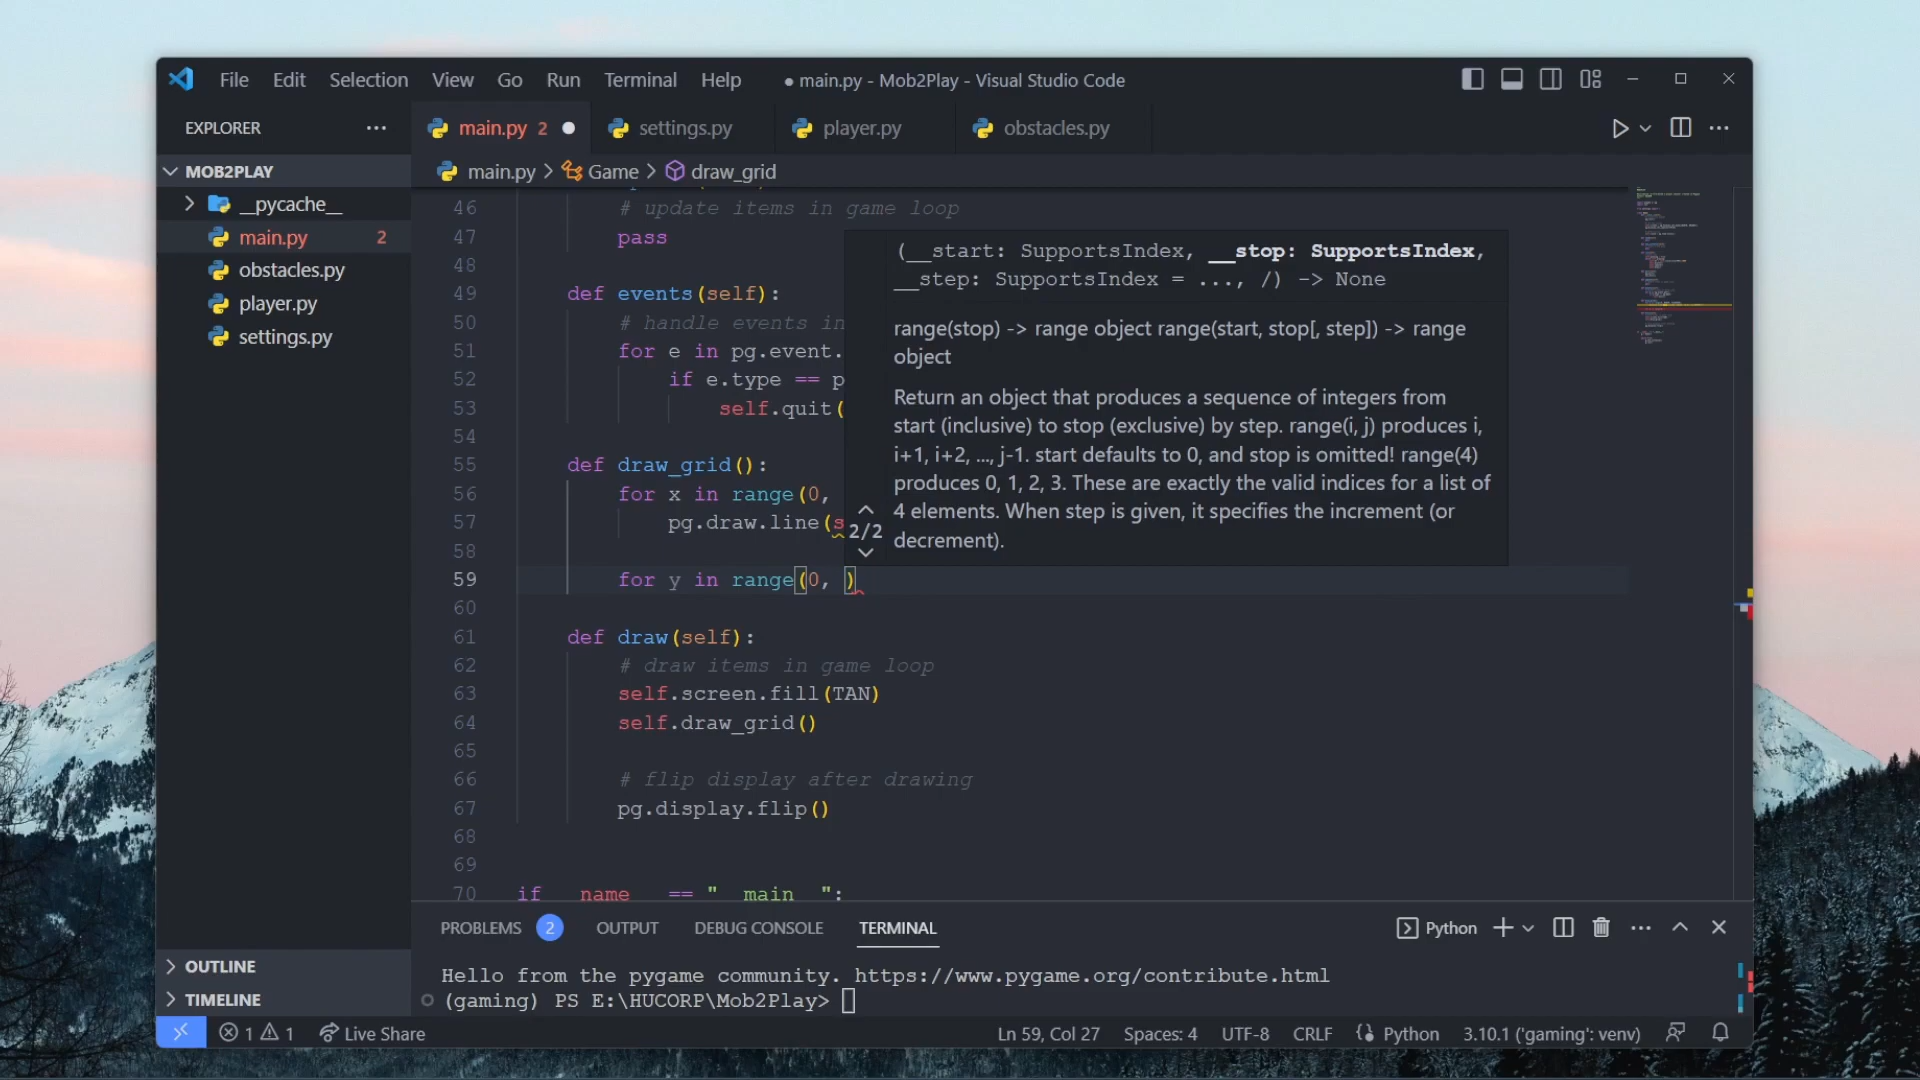 File Edit Selection View Go Run Terminal Help
● main.py - Mob2Play - Visual Studio Code
EXPLORER
MOB2PLAY
__pycache__
main.py 2
obstacles.py
player.py
settings.py
OUTLINE
TIMELINE
main.py 2
settings.py
player.py
obstacles.py
main.py > Game > draw_grid
46 # update items in game loop
47 pass
48
49 def events(self):
50 # handle events in
51 for e in pg.event.
52 if e.type == p
53 self.quit(
54
55 def draw_grid():
56 for x in range(0,
57 pg.draw.line(s
58
59 for y in range(0, )
60
61 def draw(self):
62 # draw items in game loop
63 self.screen.fill(TAN)
64 self.draw_grid()
65
66 # flip display after drawing
67 pg.display.flip()
68
69
70 if __name__ == "__main__":
(__start: SupportsIndex, __stop: SupportsIndex,
__step: SupportsIndex = ..., /) -> None
range(stop) -> range object range(start, stop[, step]) -> range
object
Return an object that produces a sequence of integers from
start (inclusive) to stop (exclusive) by step. range(i, j) produces i,
i+1, i+2, ..., j-1. start defaults to 0, and stop is omitted! range(4)
produces 0, 1, 2, 3. These are exactly the valid indices for a list of
4 elements. When step is given, it specifies the increment (or
decrement).
2/2
PROBLEMS 2 OUTPUT DEBUG CONSOLE TERMINAL
Python
Hello from the pygame community. https://www.pygame.org/contribute.html
(gaming) PS E:\HUCORP\Mob2Play>
1 1 Live Share
Ln 59, Col 27 Spaces: 4 UTF-8 CRLF Python 3.10.1 ('gaming': venv)